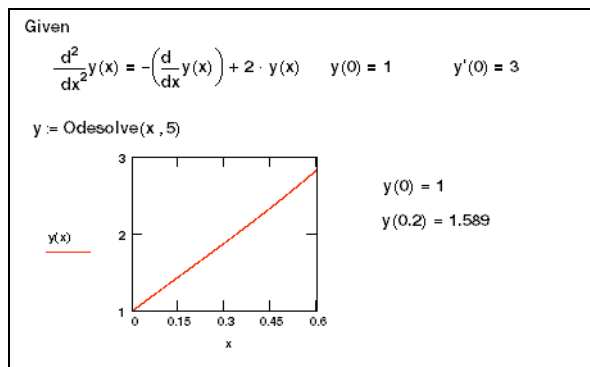 Given
d²/dx² y(x) = -(d/dx y(x)) + 2 · y(x) y(0) = 1 y'(0) = 3
y := Odesolve(x , 5)
3
y(0) = 1
y(0.2) = 1.589
y(x)
2
1
0 0.15 0.3 0.45 0.6
x